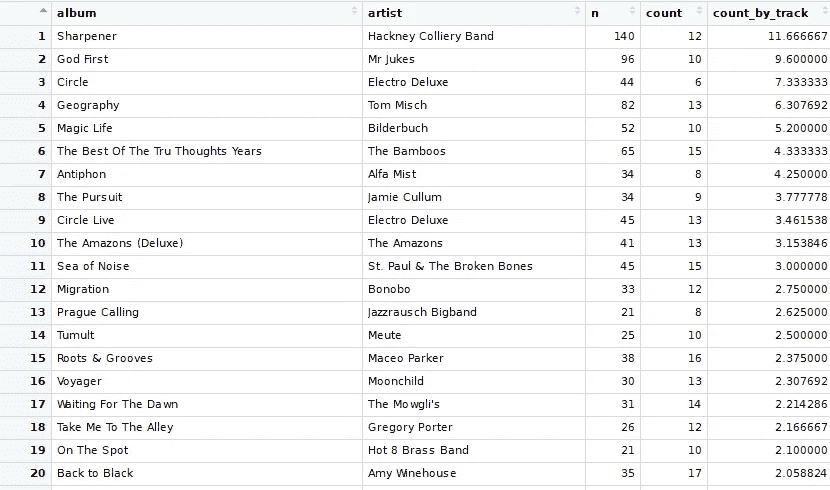 album artist n count count_by_track
1 Sharpener Hackney Colliery Band 140 12 11.666667
2 God First Mr Jukes 96 10 9.600000
3 Circle Electro Deluxe 44 6 7.333333
4 Geography Tom Misch 82 13 6.307692
5 Magic Life Bilderbuch 52 10 5.200000
6 The Best Of The Tru Thoughts Years The Bamboos 65 15 4.333333
7 Antiphon Alfa Mist 34 8 4.250000
8 The Pursuit Jamie Cullum 34 9 3.777778
9 Circle Live Electro Deluxe 45 13 3.461538
10 The Amazons (Deluxe) The Amazons 41 13 3.153846
11 Sea of Noise St. Paul & The Broken Bones 45 15 3.000000
12 Migration Bonobo 33 12 2.750000
13 Prague Calling Jazzrausch Bigband 21 8 2.625000
14 Tumult Meute 25 10 2.500000
15 Roots & Grooves Maceo Parker 38 16 2.375000
16 Voyager Moonchild 30 13 2.307692
17 Waiting For The Dawn The Mowgli's 31 14 2.214286
18 Take Me To The Alley Gregory Porter 26 12 2.166667
19 On The Spot Hot 8 Brass Band 21 10 2.100000
20 Back to Black Amy Winehouse 35 17 2.058824